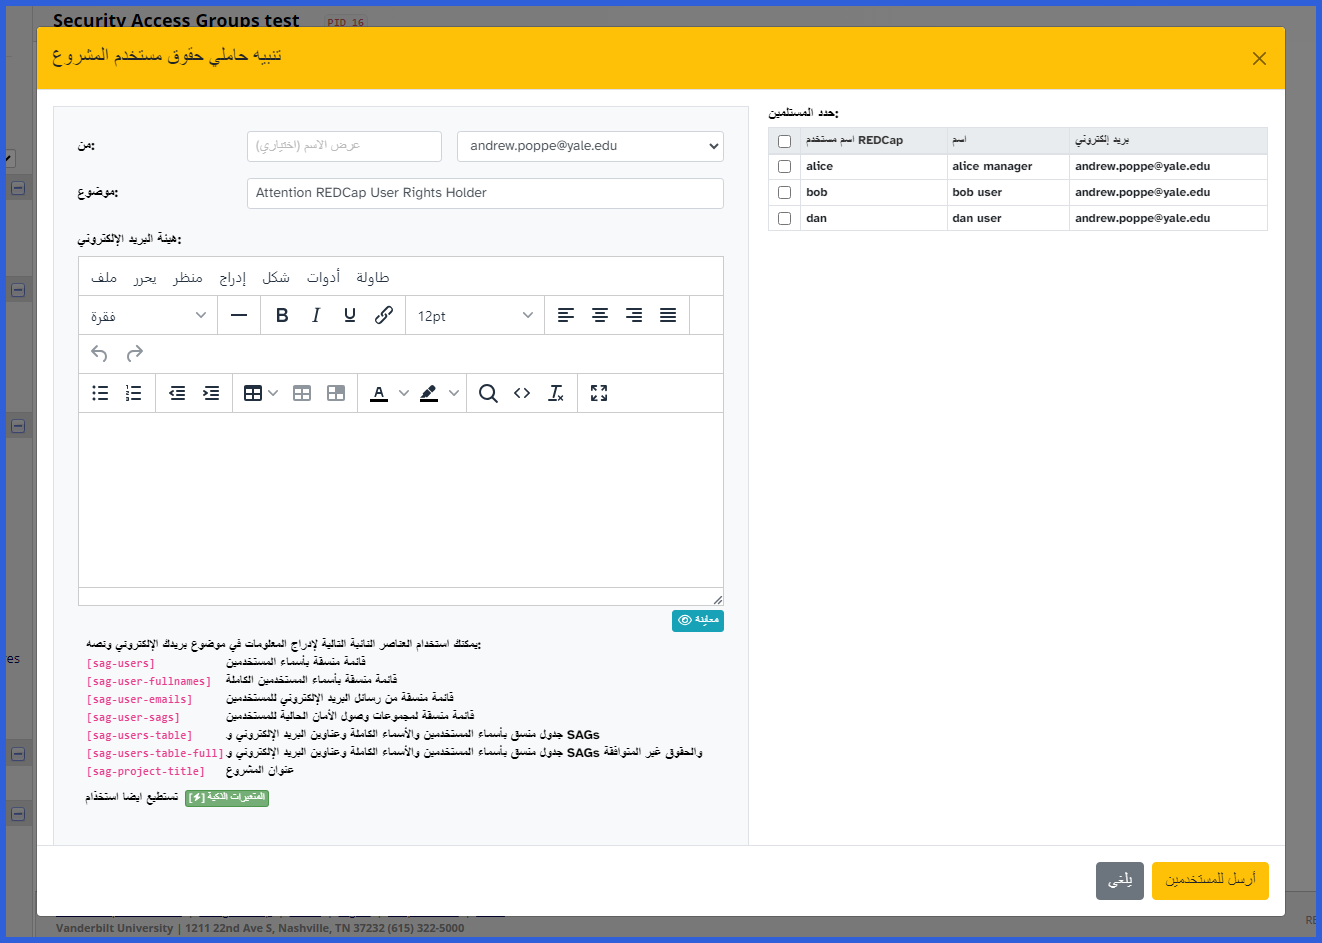 Security Access Groups test PID 16
تنبيه حاملي حقوق مستخدم المشروع
من:
عرض الاسم (اختياري)
andrew.poppe@yale.edu
موضوع:
Attention REDCap User Rights Holder
هيئة البريد الإلكتروني:
ملف يحرر منظر إدراج شكل أدوات طاولة
فقرة
B I U
12pt
معاينة
يمكنك استخدام العناصر النائبة التالية لإدراج المعلومات في موضوع بريدك الإلكتروني ونصه:
[sag-users] قائمة منسقة بأسماء المستخدمين
[sag-user-fullnames] قائمة منسقة بأسماء المستخدمين الكاملة
[sag-user-emails] قائمة منسقة من رسائل البريد الإلكتروني للمستخدمين
[sag-user-sags] قائمة منسقة لمجموعات وصول الأمان الحالية للمستخدمين
[sag-users-table] جدول منسق بأسماء المستخدمين والأسماء الكاملة وعناوين البريد الإلكتروني و SAGs
[sag-users-table-full] جدول منسق بأسماء المستخدمين والأسماء الكاملة وعناوين البريد الإلكتروني و SAGs والحقوق غير المتوافقة
[sag-project-title] عنوان المشروع
تستطيع ايضا استخدام [⚡] المتغيرات الذكية
حدد المستلمين:
اسم مستخدم REDCap اسم بريد إلكتروني
alice alice manager andrew.poppe@yale.edu
bob bob user andrew.poppe@yale.edu
dan dan user andrew.poppe@yale.edu
يلغي
أرسل للمستخدمين
Vanderbilt University | 1211 22nd Ave S, Nashville, TN 37232 (615) 322-5000